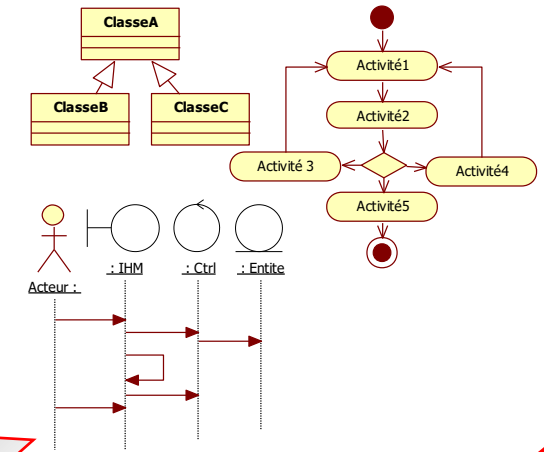 ClasseA
ClasseB
ClasseC
Activité1
Activité2
Activité 3
Activité4
Activité5
Acteur :
: IHM
: Ctrl
: Entite